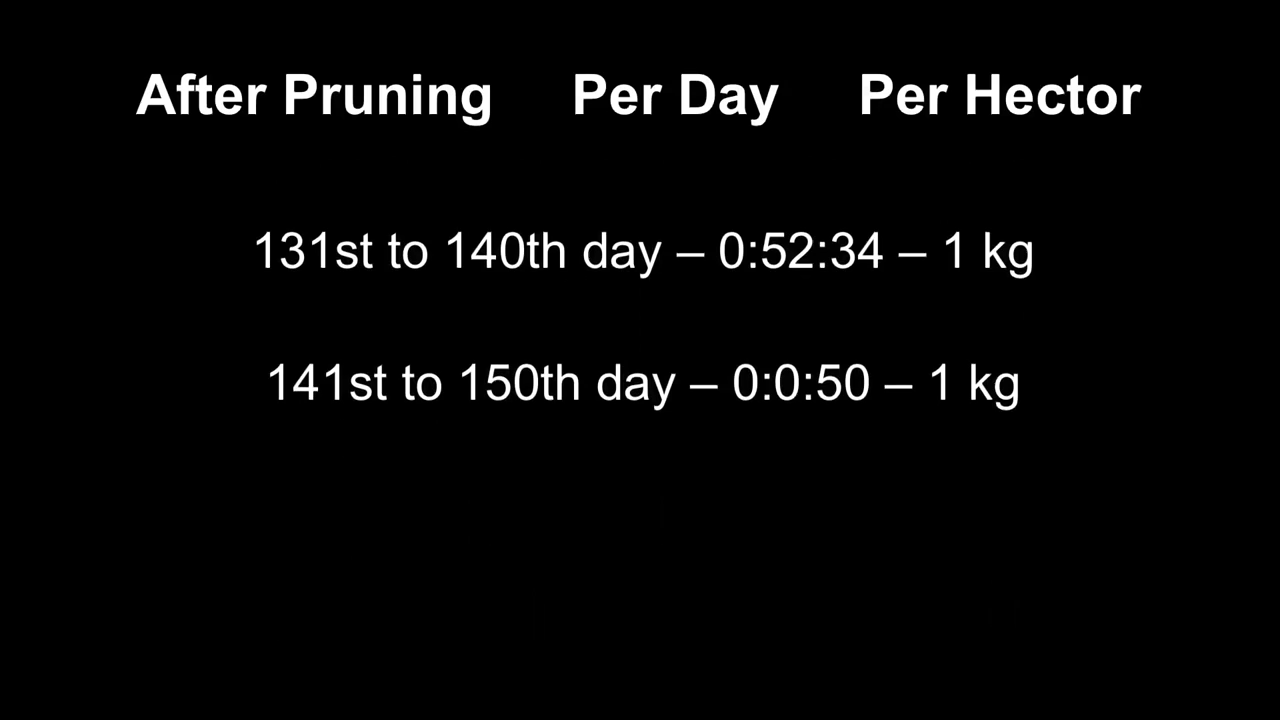 After Pruning Per Day Per Hector
131st to 140th day – 0:52:34 – 1 kg
141st to 150th day – 0:0:50 – 1 kg